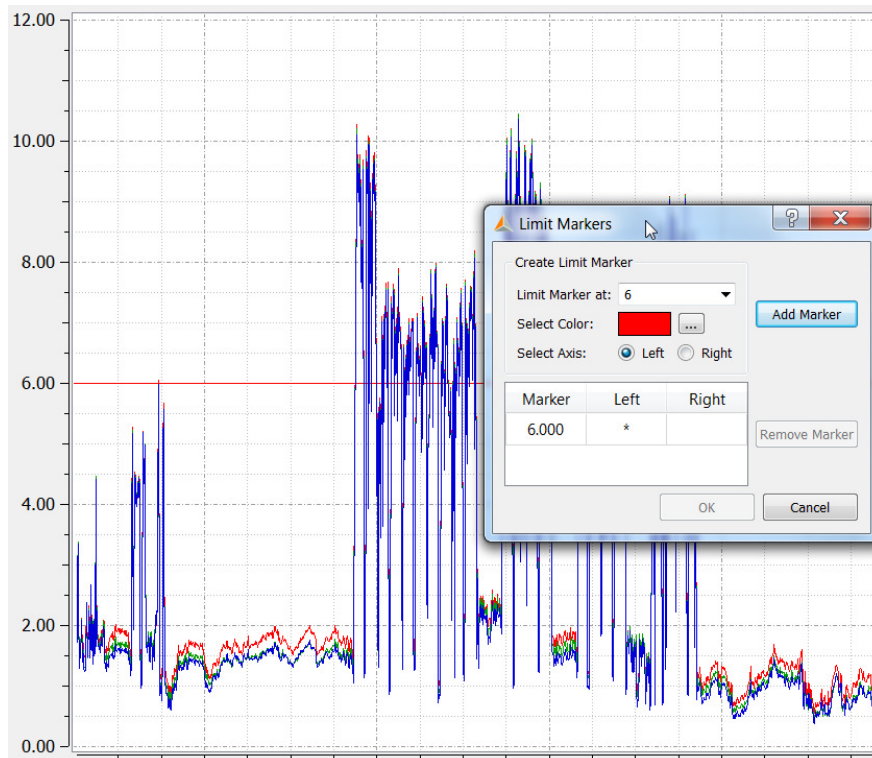 12.00
10.00
8.00
6.00
4.00
2.00
0.00
Limit Markers
?
X
Create Limit Marker
Limit Marker at: 6
Select Color: ...
Select Axis: Left Right
Add Marker
Marker Left Right
6.000 *
Remove Marker
OK Cancel